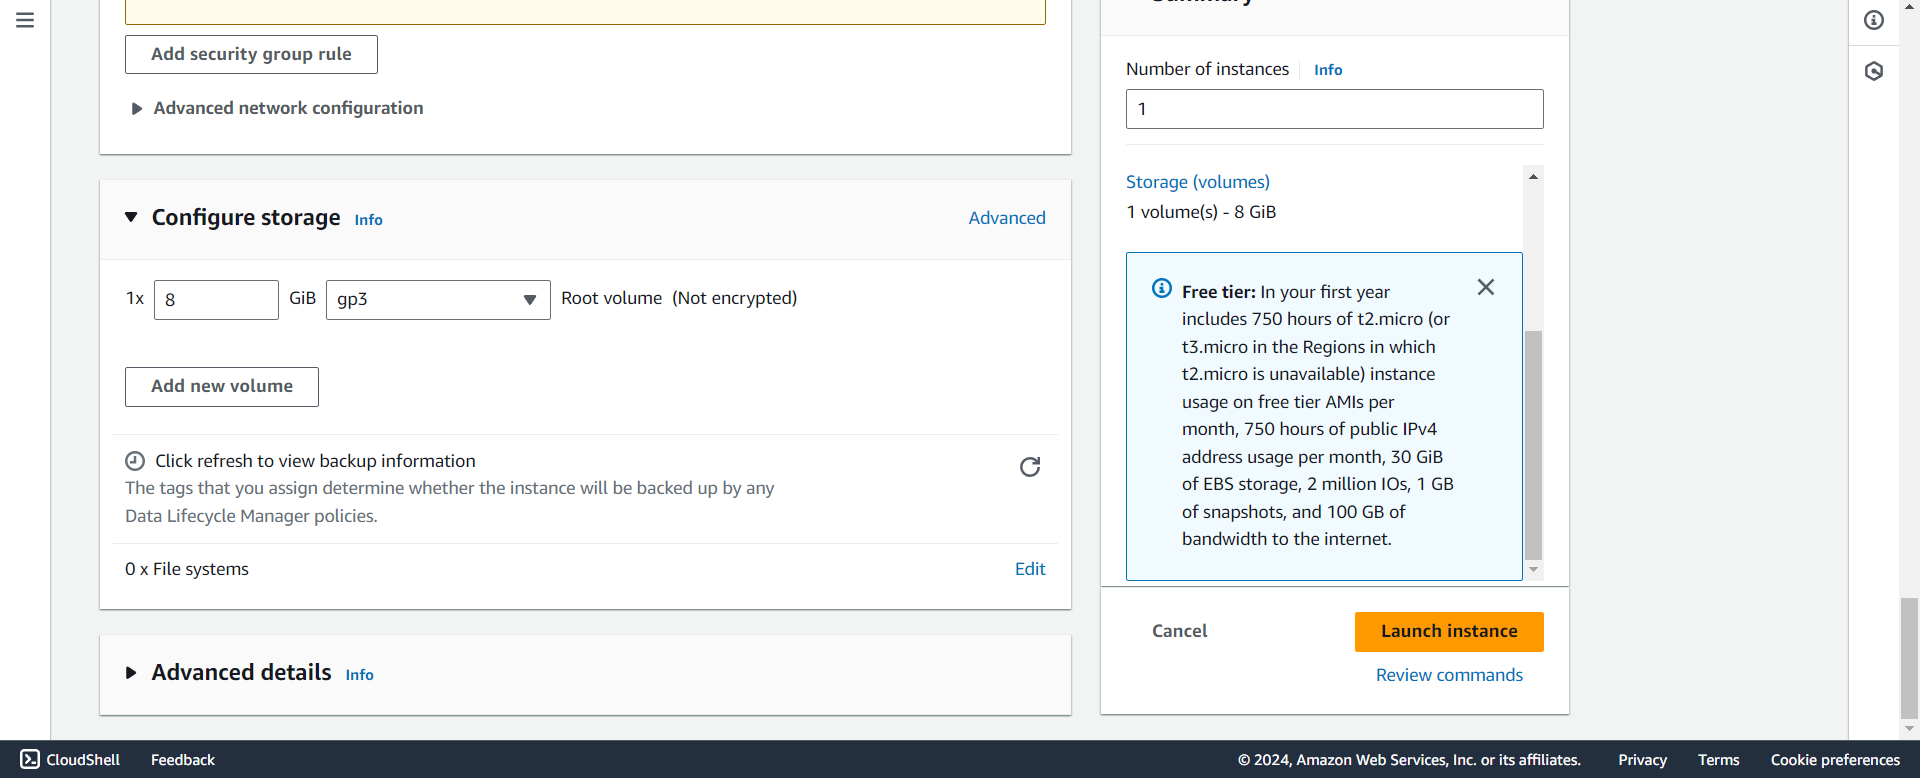 Add security group rule
Advanced network configuration
Configure storage Info
Advanced
1x 8 GiB gp3 Root volume (Not encrypted)
Add new volume
Click refresh to view backup information
The tags that you assign determine whether the instance will be backed up by any
Data Lifecycle Manager policies.
0 x File systems
Edit
Advanced details Info
Summary
Number of instances Info
1
Storage (volumes)
1 volume(s) - 8 GiB
Free tier: In your first year
includes 750 hours of t2.micro (or
t3.micro in the Regions in which
t2.micro is unavailable) instance
usage on free tier AMIs per
month, 750 hours of public IPv4
address usage per month, 30 GiB
of EBS storage, 2 million IOs, 1 GB
of snapshots, and 100 GB of
bandwidth to the internet.
Cancel
Launch instance
Review commands
CloudShell
Feedback
© 2024, Amazon Web Services, Inc. or its affiliates.
Privacy
Terms
Cookie preferences